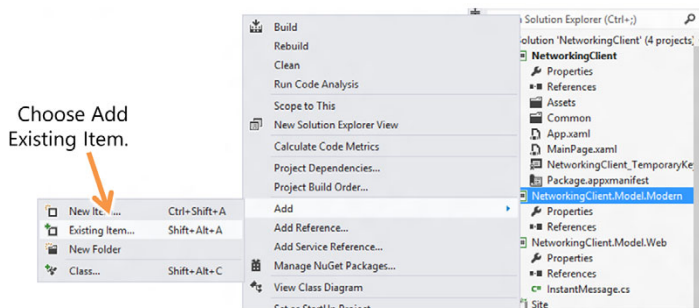 Choose Add
Existing Item.
New Item... Ctrl+Shift+A
Existing Item... Shift+Alt+A
New Folder
Class... Shift+Alt+C
Build
Rebuild
Clean
Run Code Analysis
Scope to This
New Solution Explorer View
Calculate Code Metrics
Project Dependencies...
Project Build Order...
Add
Add Reference...
Add Service Reference...
Manage NuGet Packages...
View Class Diagram
Set as StartUp Project
Solution Explorer (Ctrl+;)
olution 'NetworkingClient' (4 projects)
NetworkingClient
Properties
References
Assets
Common
App.xaml
MainPage.xaml
NetworkingClient_TemporaryKe
Package.appxmanifest
NetworkingClient.Model.Modern
Properties
References
NetworkingClient.Model.Web
Properties
References
C# InstantMessage.cs
Site